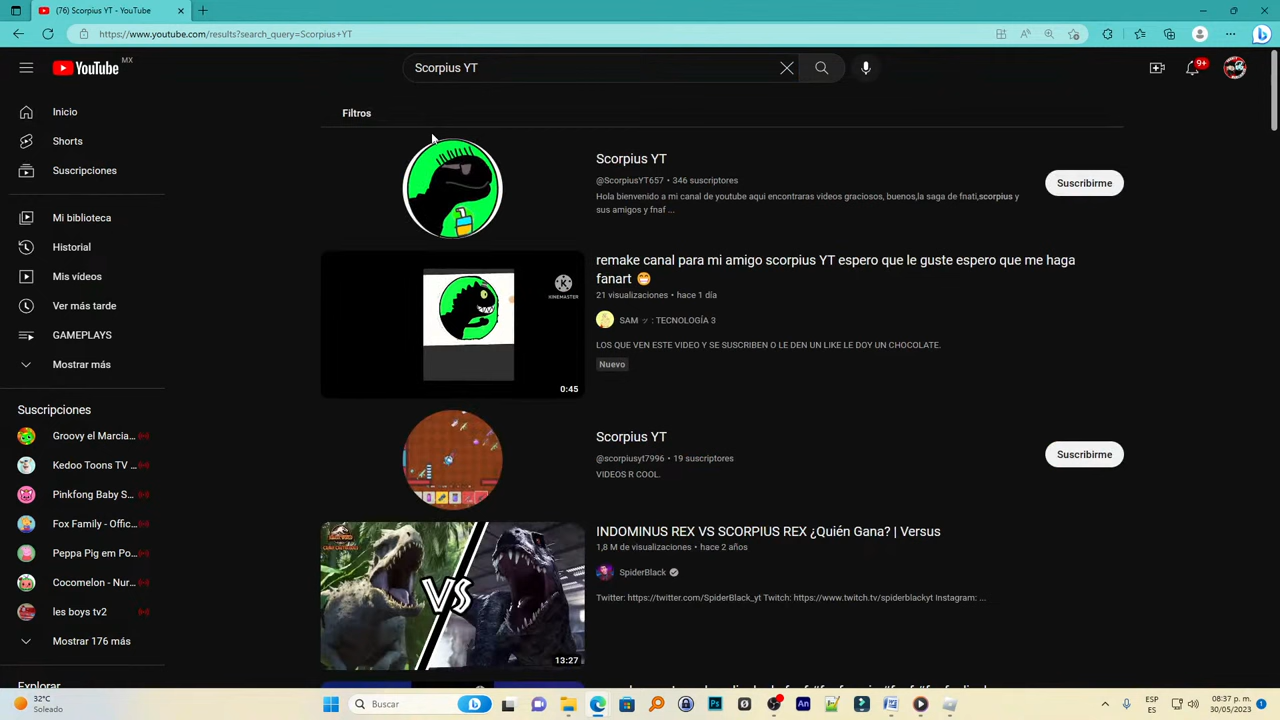 (76) Scorpius YT - YouTube
https://www.youtube.com/results?search_query=Scorpius+YT
YouTube MX
Scorpius YT
9+
Inicio
Shorts
Suscripciones
Mi biblioteca
Historial
Mis vídeos
Ver más tarde
GAMEPLAYS
Mostrar más
Suscripciones
Groovy el Marcia...
Kedoo Toons TV ...
Pinkfong Baby S...
Fox Family - Offic...
Peppa Pig em Po...
Cocomelon - Nur...
les boys tv2
Mostrar 176 más
Explorar
Filtros
Scorpius YT
@ScorpiusYT657 • 346 suscriptores
Hola bienvenido a mi canal de youtube aqui encontraras videos graciosos, buenos,la saga de fnati,scorpius y
sus amigos y fnaf ...
Suscribirme
KINEMASTER
0:45
remake canal para mi amigo scorpius YT espero que le guste espero que me haga
fanart 😁
21 visualizaciones • hace 1 día
SAM ッ : TECNOLOGÍA 3
LOS QUE VEN ESTE VIDEO Y SE SUSCRIBEN O LE DEN UN LIKE LE DOY UN CHOCOLATE.
Nuevo
Scorpius YT
@scorpiusyt7996 • 19 suscriptores
VIDEOS R COOL.
Suscribirme
VS
13:27
INDOMINUS REX VS SCORPIUS REX ¿Quién Gana? | Versus
1,8 M de visualizaciones • hace 2 años
SpiderBlack
Twitter: https://twitter.com/SpiderBlack_yt Twitch: https://www.twitch.tv/spiderblackyt Instagram: ...
32°C
Soleado
Buscar
ESP
ES
08:37 p. m.
30/05/2023